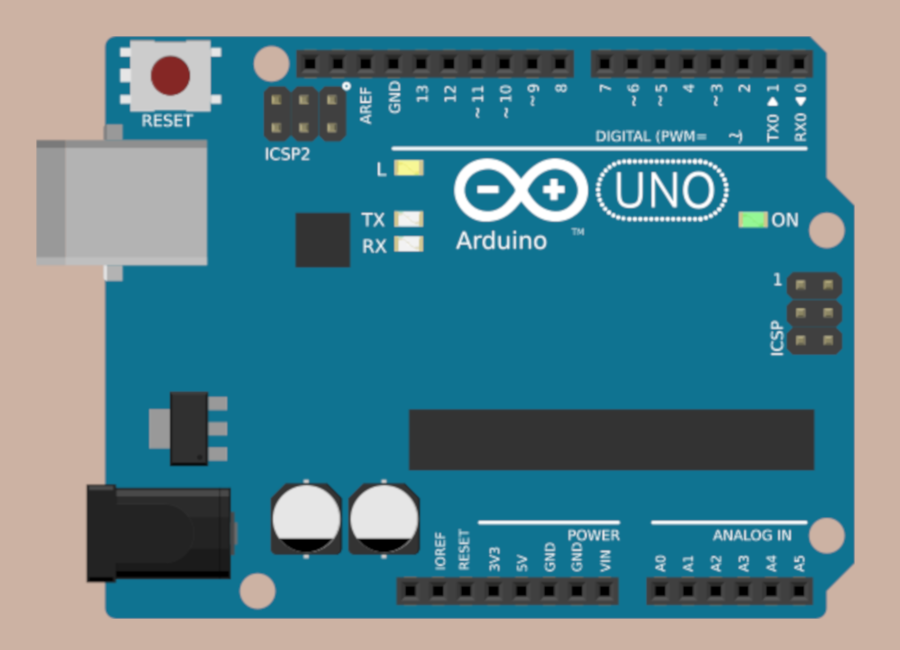 RESET
ICSP2
AREF
GND
13
12
~11
~10
~9
8
7
~6
~5
4
~3
2
TX0 ▶ 1
RX0 ◀ 0
DIGITAL (PWM= ~)
L
TX
RX
UNO
Arduino
TM
ON
1
ICSP
POWER
ANALOG IN
IOREF
RESET
3V3
5V
GND
GND
VIN
A0
A1
A2
A3
A4
A5